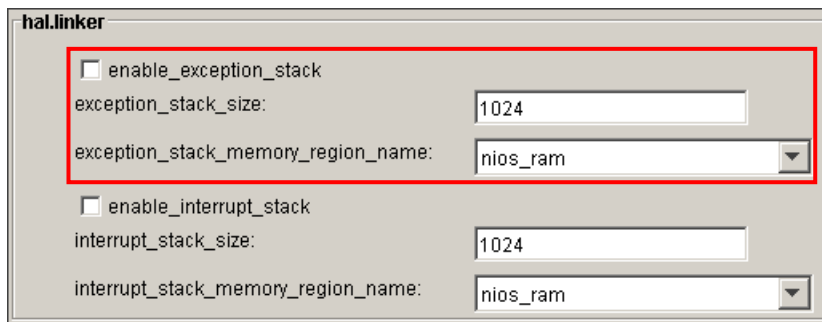 hal.linker
enable_exception_stack
exception_stack_size: 1024
exception_stack_memory_region_name: nios_ram
enable_interrupt_stack
interrupt_stack_size: 1024
interrupt_stack_memory_region_name: nios_ram